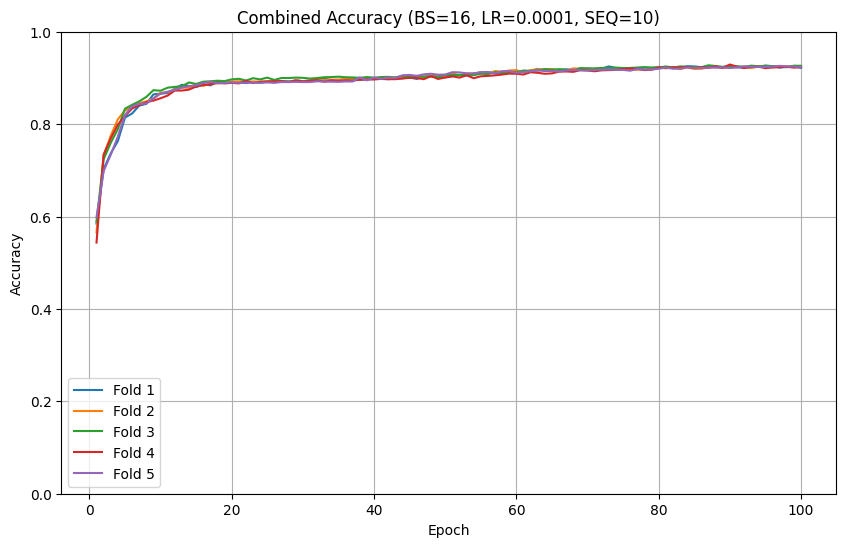 Combined Accuracy (BS=16, LR=0.0001, SEQ=10)
1.0
0.8
0.6
0.4
0.2
0.0
Accuracy
Fold 1
Fold 2
Fold 3
Fold 4
Fold 5
0 20 40 60 80 100
Epoch